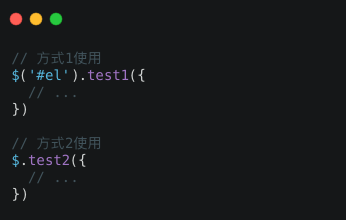 // 方式1使用
$('#el').test1({
  // ...
})

// 方式2使用
$.test2({
  // ...
})